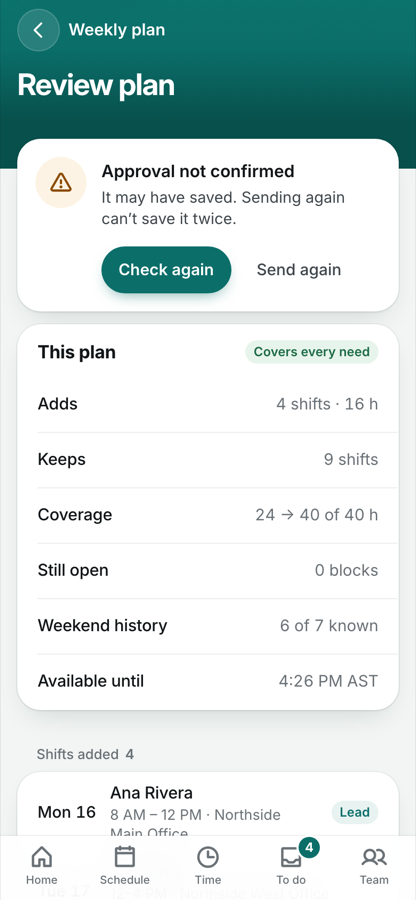 Weekly plan
Review plan
Approval not confirmed
It may have saved. Sending again
can’t save it twice.
Check again
Send again
This plan
Covers every need
Adds
4 shifts · 16 h
Keeps
9 shifts
Coverage
24 → 40 of 40 h
Still open
0 blocks
Weekend history
6 of 7 known
Available until
4:26 PM AST
Shifts added 4
Ana Rivera
Mon 16
8 AM – 12 PM · Northside
Main Office
Lead
4
Home
Schedule
Time
To do
Team
Tue 17